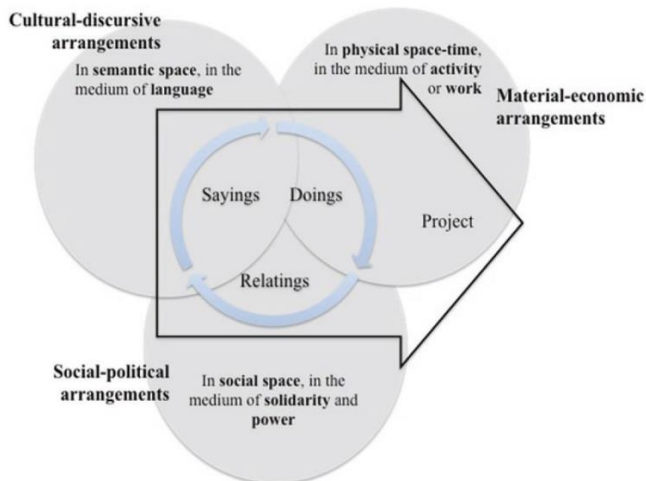 Cultural-discursive
arrangements
In semantic space, in the
medium of language
In physical space-time,
in the medium of activity
or work
Material-economic
arrangements
Sayings
Doings
Project
Relatings
Social-political
arrangements
In social space, in the
medium of solidarity and
power